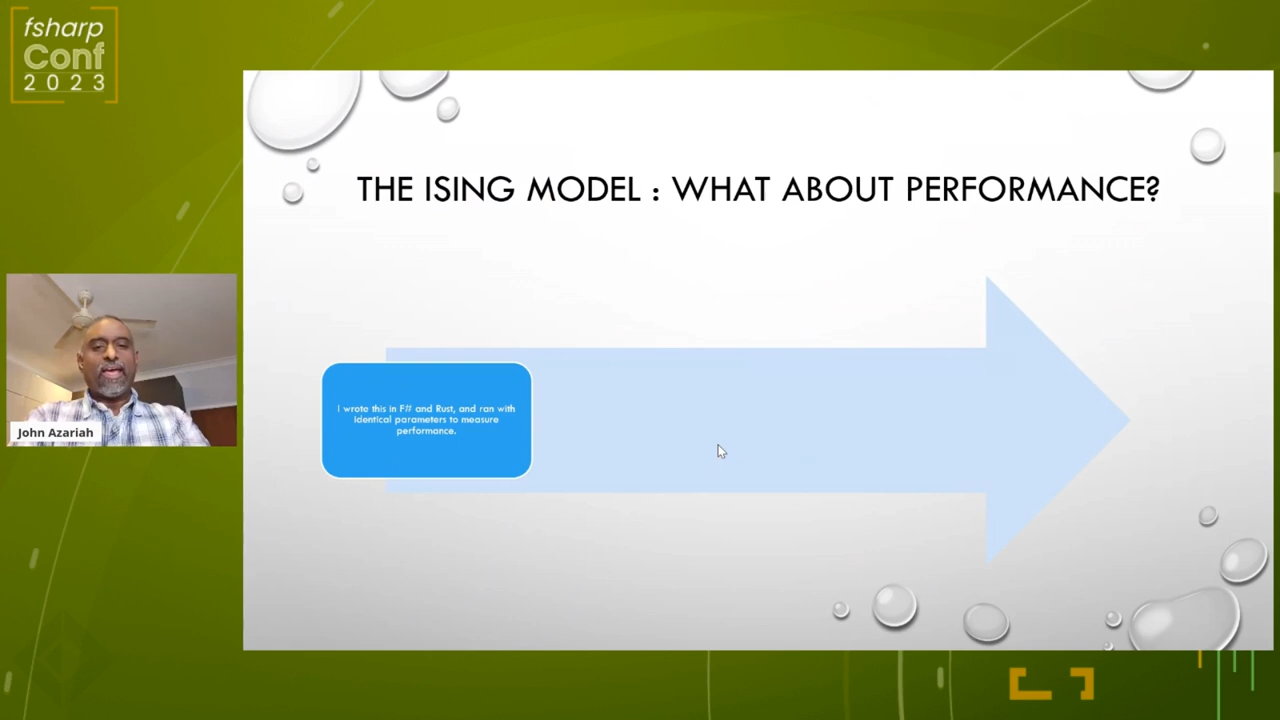 fsharp
Conf
2023
THE ISING MODEL : WHAT ABOUT PERFORMANCE?
I wrote this in F# and Rust, and ran with
identical parameters to measure
performance.
John Azariah